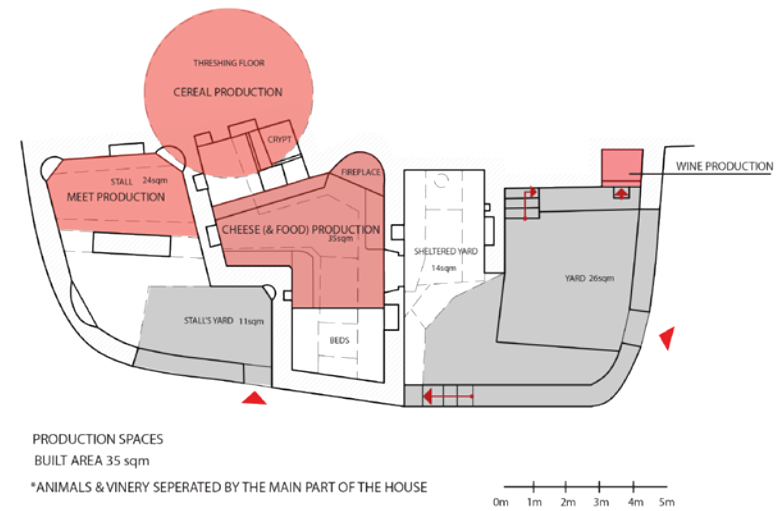 THRESHING FLOOR
CEREAL PRODUCTION
CRYPT
FIREPLACE
WINE PRODUCTION
STALL 24sqm
MEET PRODUCTION
CHEESE (& FOOD) PRODUCTION
35sqm
SHELTERED YARD
14sqm
YARD 26sqm
STALL'S YARD 11sqm
BEDS
PRODUCTION SPACES
BUILT AREA 35 sqm
*ANIMALS & VINERY SEPERATED BY THE MAIN PART OF THE HOUSE
0m 1m 2m 3m 4m 5m